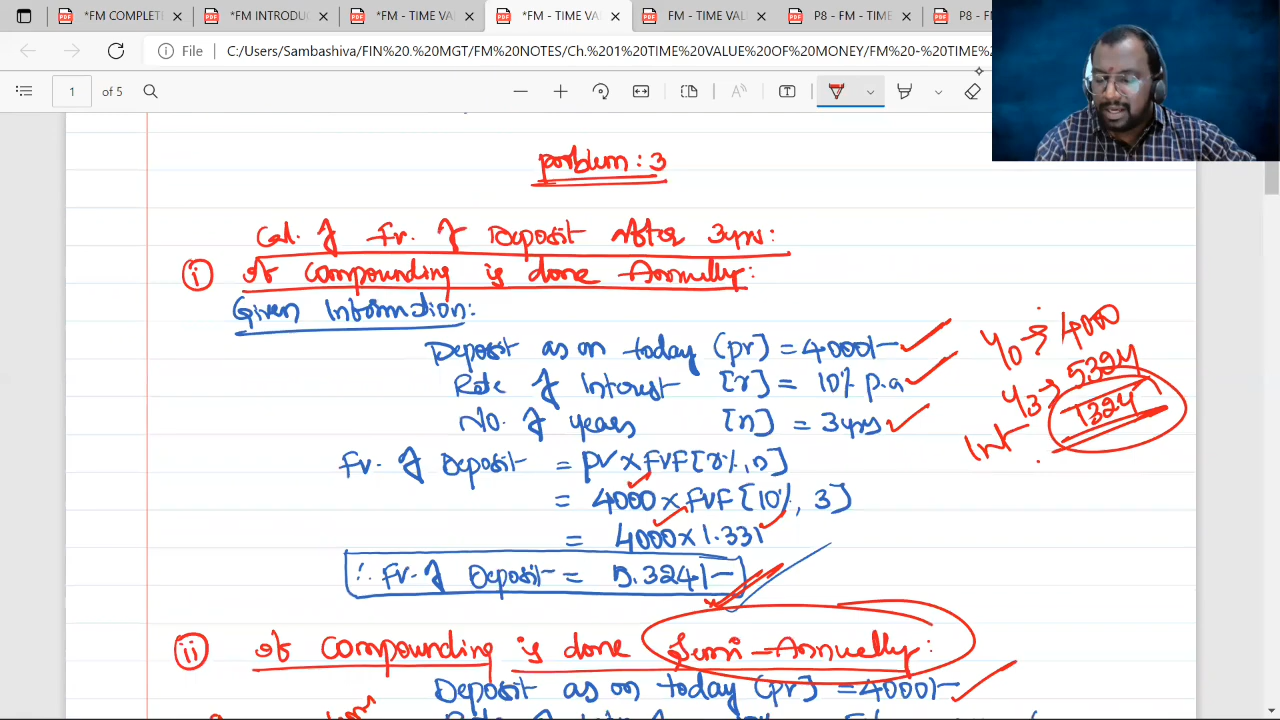 *FM COMPLETE
*FM INTRODUC
*FM - TIME VAL
*FM - TIME VAL
FM - TIME VAL
P8 - FM - TIME
P8 - FM
File
C:/Users/Sambashiva/FIN%20.%20MGT/FM%20NOTES/Ch.%201%20TIME%20VALUE%20OF%20MONEY/FM%20-%20TIME%
1 of 5
problem : 3
Cal. of Fv. of Deposit After 3yrs:
(i) If compounding is done Annully:
Given Information:
Deposit as on today (pv) = 4000/-
Rate of interest [r] = 10% p.a
No. of years [n] = 3yrs
Y0 → 4000
Y3 → 5324
Int 1324
Fv. of Deposit = PV × FVF [r%, n]
= 4000 × FVF [10%, 3]
= 4000 × 1.331
∴ Fv. of Deposit = 5.324/-
(ii) If compounding is done Semi-Annully:
Deposit as on today (pv) = 4000/-